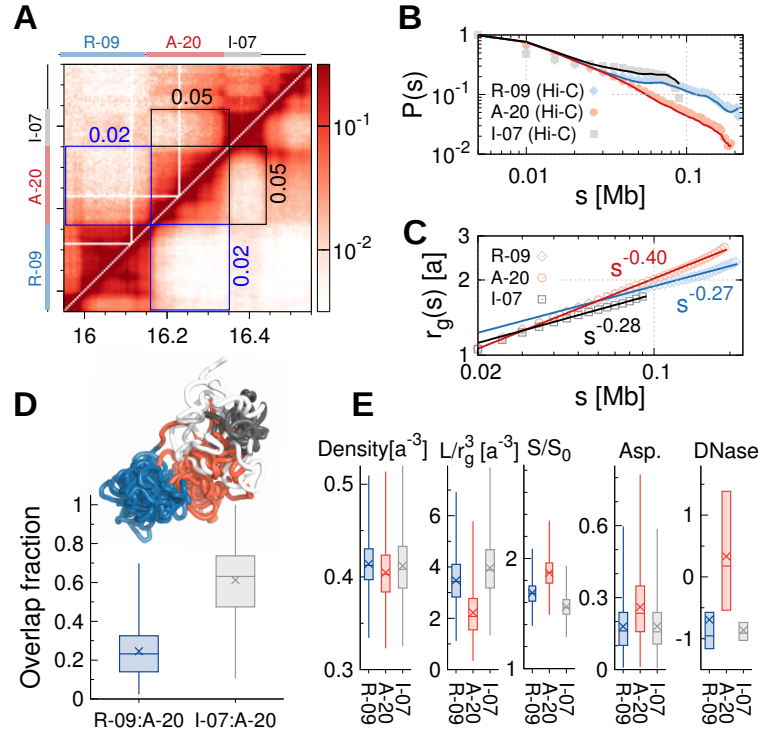 A
R-09 A-20 I-07
I-07
A-20
R-09
0.05
0.02
0.05
0.02
10^-1
10^-2
16 16.2 16.4
B
P(s)
10^0
10^-1
10^-2
R-09 (Hi-C)
A-20 (Hi-C)
I-07 (Hi-C)
0.01 0.1
s [Mb]
C
r_g(s) [a]
3
2
1
R-09
A-20
I-07
s^-0.40
s^-0.27
s^-0.28
0.02 0.1
s [Mb]
D
Overlap fraction
1
0.8
0.6
0.4
0.2
0
R-09:A-20 I-07:A-20
E
Density[a^-3] L/r_g^3 [a^-3] S/S_0 Asp. DNase
0.5
0.4
0.3
6
4
2
0
2
1
0.6
0.3
0
1
0
-1
R-09
A-20
I-07
R-09
A-20
I-07
R-09
A-20
I-07
R-09
A-20
I-07
R-09
A-20
I-07